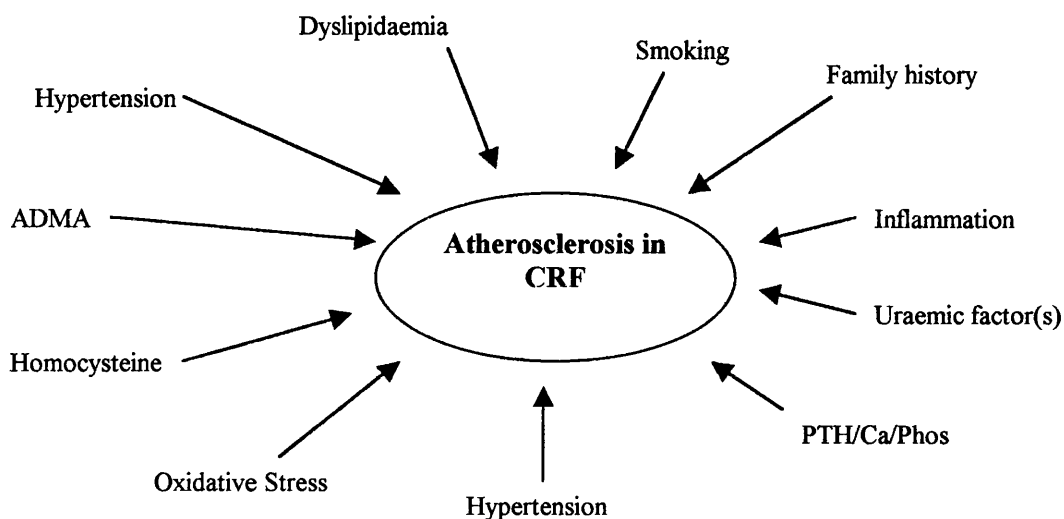 Dyslipidaemia
Smoking
Family history
Hypertension
ADMA
Inflammation
Atherosclerosis in
CRF
Uraemic factor(s)
Homocysteine
PTH/Ca/Phos
Oxidative Stress
Hypertension